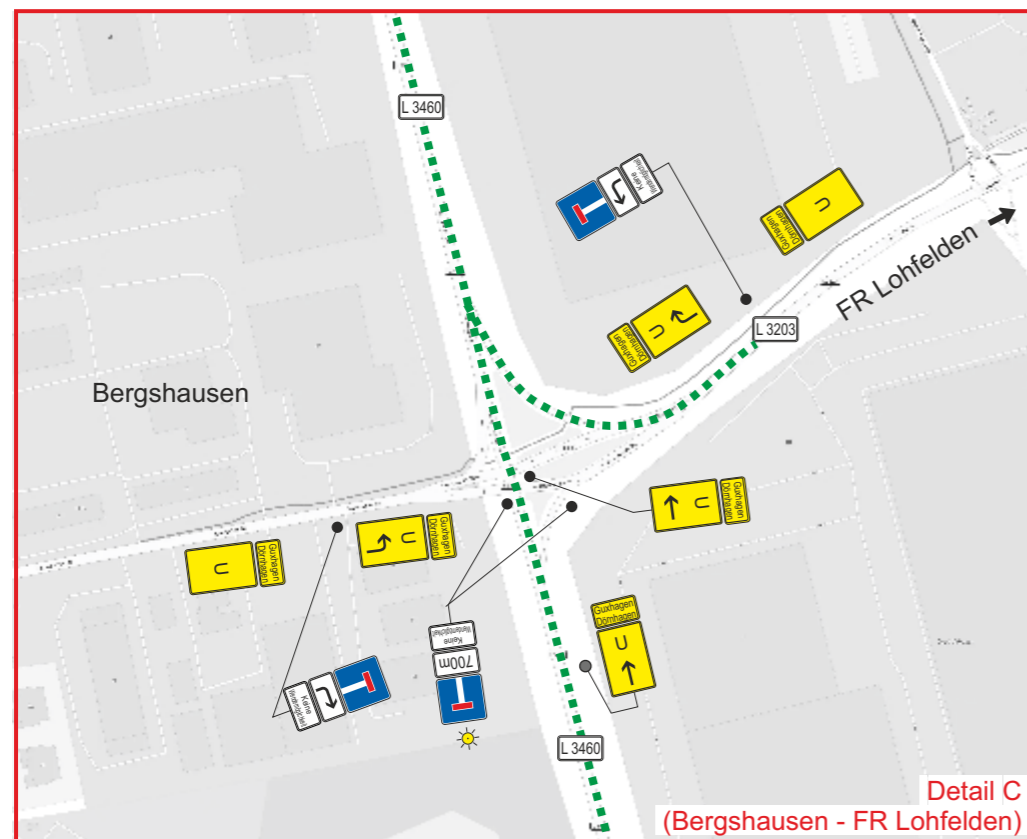 L 3460
Keine
Guxhagen
Dörnhagen
U
FR Lohfelden
L 3203
Guxhagen
Dörnhagen
U
Bergshausen
Guxhagen
Dörnhagen
U
Guxhagen
Dörnhagen
U
Guxhagen
Dörnhagen
U
Guxhagen
Dörnhagen
U
Keine
700m
Keine
L 3460
Detail C
(Bergshausen - FR Lohfelden)